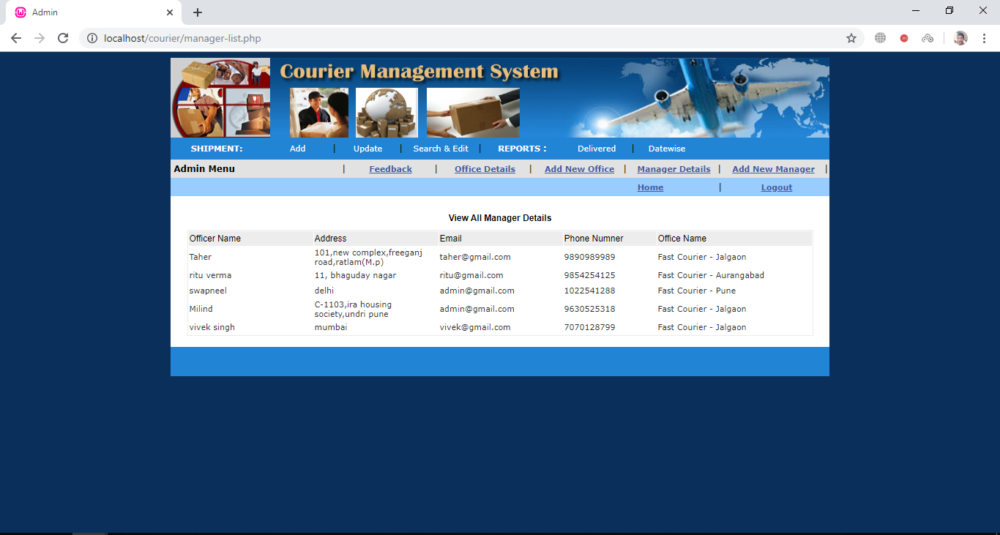 Admin
localhost/courier/manager-list.php
Courier Management System
SHIPMENT: Add | Update | Search & Edit | REPORTS : Delivered | Datewise
Admin Menu | Feedback | Office Details | Add New Office | Manager Details | Add New Manager |
Home | Logout
View All Manager Details
Officer Name Address Email Phone Numner Office Name
Taher 101,new complex,freeganj road,ratlam(M.p) taher@gmail.com 9890989989 Fast Courier - Jalgaon
ritu verma 11, bhaguday nagar ritu@gmail.com 9854254125 Fast Courier - Aurangabad
swapneel delhi admin@gmail.com 1022541288 Fast Courier - Pune
Milind C-1103,ira housing society,undri pune admin@gmail.com 9630525318 Fast Courier - Jalgaon
vivek singh mumbai vivek@gmail.com 7070128799 Fast Courier - Jalgaon